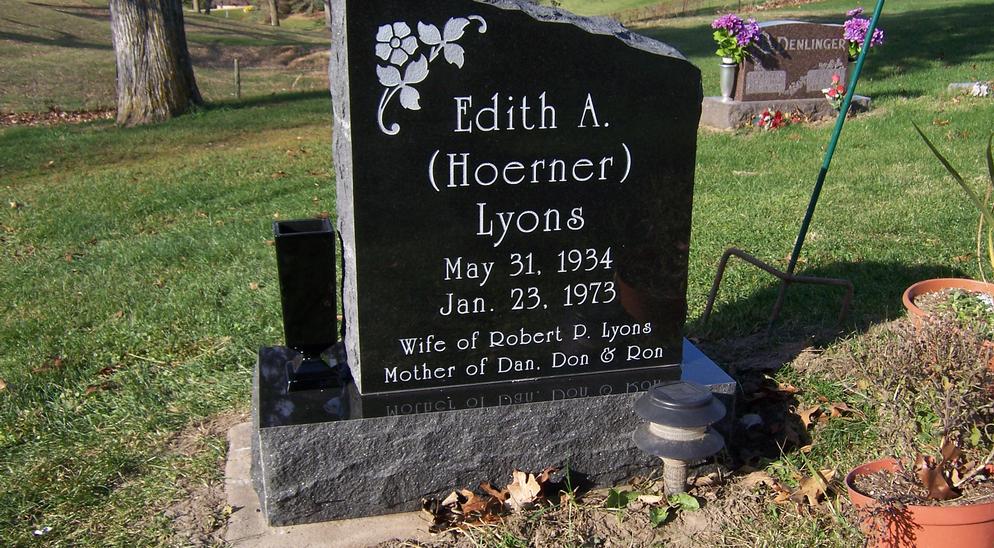 Edith A.
(Hoerner)
Lyons
May 31, 1934
Jan. 23, 1973
Wife of Robert P. Lyons
Mother of Dan, Don & Ron
DENLINGER